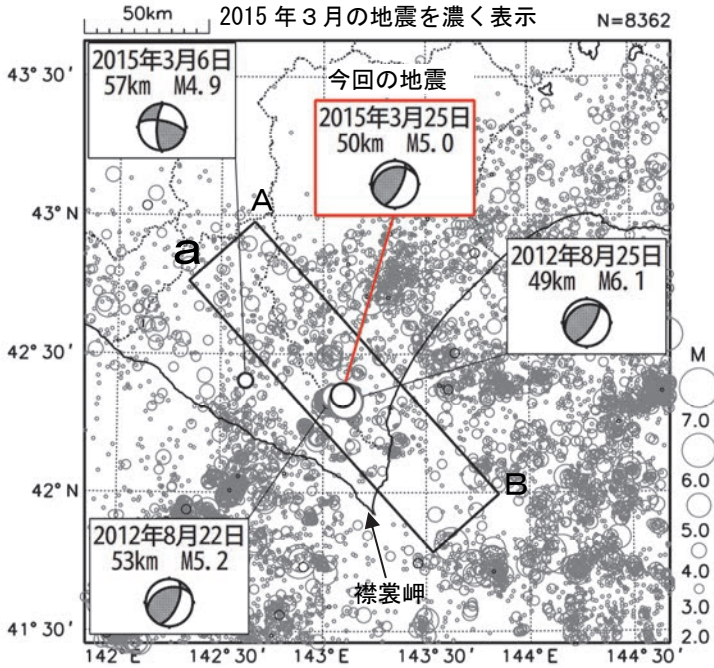 50km
2015 年３月の地震を濃く表示
N=8362
43°30′
2015年3月6日
57km M4.9
今回の地震
2015年3月25日
50km M5.0
A
43°N
a
2012年8月25日
49km M6.1
42°30′
M
7.0
6.0
5.0
4.0
3.0
2.0
42°N
B
2012年8月22日
53km M5.2
襟裳岬
41°30′
142°E
142°30′
143°E
143°30′
144°E
144°30′